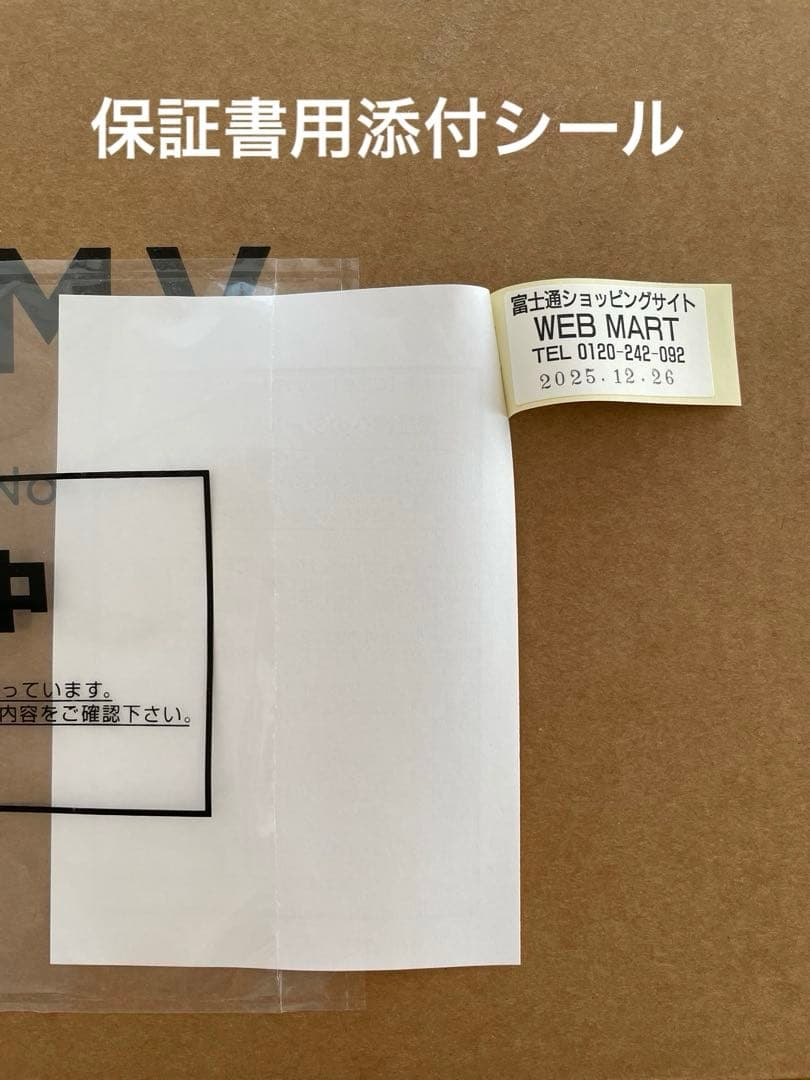 保証書用添付シール
MV
富士通ショッピングサイト
WEB MART
TEL 0120-242-092
2025.12.26
No
中
っています。
内容をご確認下さい。